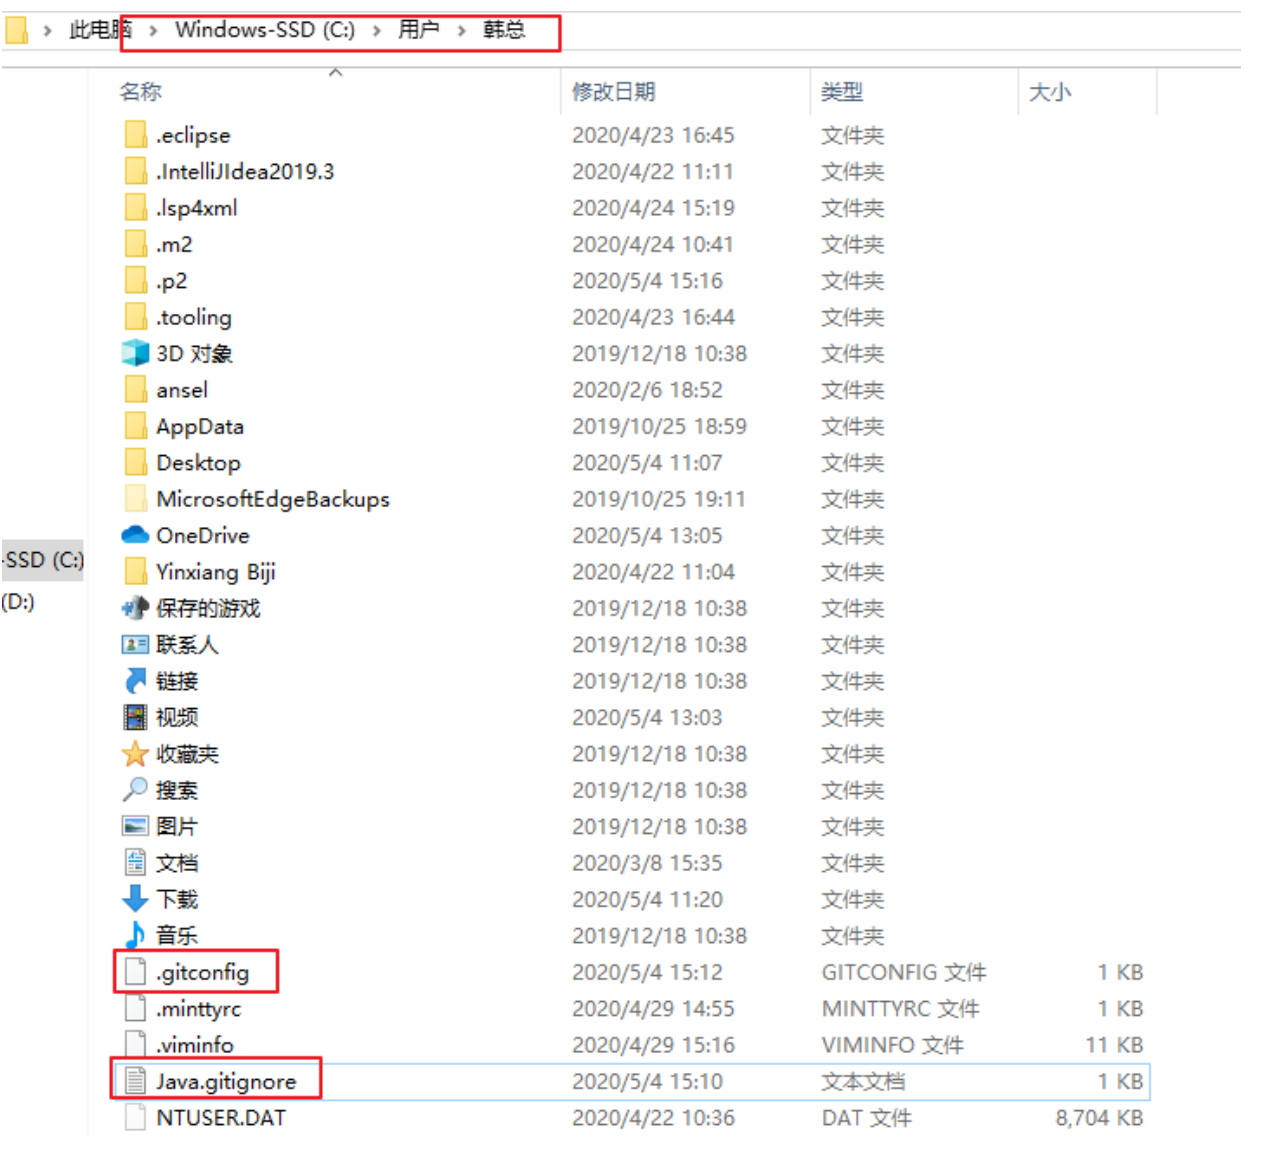 此电脑 > Windows-SSD (C:) > 用户 > 韩总
名称 修改日期 类型 大小
.eclipse 2020/4/23 16:45 文件夹
.IntelliJIdea2019.3 2020/4/22 11:11 文件夹
.lsp4xml 2020/4/24 15:19 文件夹
.m2 2020/4/24 10:41 文件夹
.p2 2020/5/4 15:16 文件夹
.tooling 2020/4/23 16:44 文件夹
3D 对象 2019/12/18 10:38 文件夹
ansel 2020/2/6 18:52 文件夹
AppData 2019/10/25 18:59 文件夹
Desktop 2020/5/4 11:07 文件夹
MicrosoftEdgeBackups 2019/10/25 19:11 文件夹
OneDrive 2020/5/4 13:05 文件夹
-SSD (C:)
Yinxiang Biji 2020/4/22 11:04 文件夹
(D:)
保存的游戏 2019/12/18 10:38 文件夹
联系人 2019/12/18 10:38 文件夹
链接 2019/12/18 10:38 文件夹
视频 2020/5/4 13:03 文件夹
收藏夹 2019/12/18 10:38 文件夹
搜索 2019/12/18 10:38 文件夹
图片 2019/12/18 10:38 文件夹
文档 2020/3/8 15:35 文件夹
下载 2020/5/4 11:20 文件夹
音乐 2019/12/18 10:38 文件夹
.gitconfig 2020/5/4 15:12 GITCONFIG 文件 1 KB
.minttyrc 2020/4/29 14:55 MINTTYRC 文件 1 KB
.viminfo 2020/4/29 15:16 VIMINFO 文件 11 KB
Java.gitignore 2020/5/4 15:10 文本文档 1 KB
NTUSER.DAT 2020/4/22 10:36 DAT 文件 8,704 KB